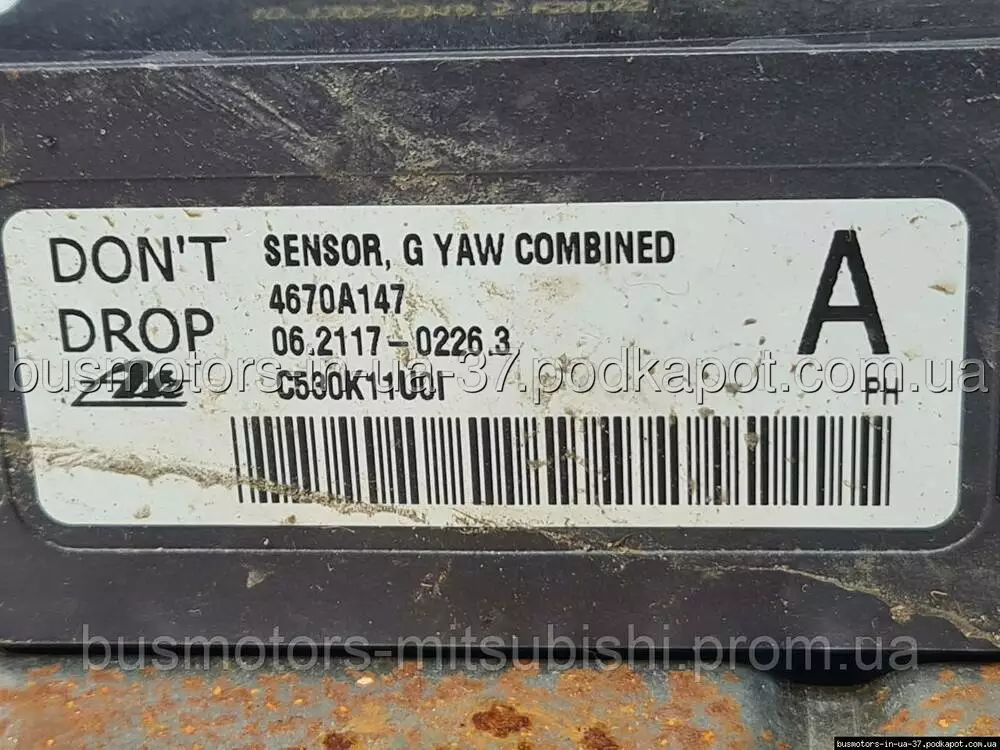 DON'T
DROP
SENSOR, G YAW COMBINED
4670A147
06.2117-0226.3
A
PH
busmotors-in-ua-37.podkapot.com.ua
busmotors-mitsubishi.prom.ua
busmotors-in-ua-37.podkapot.com.ua